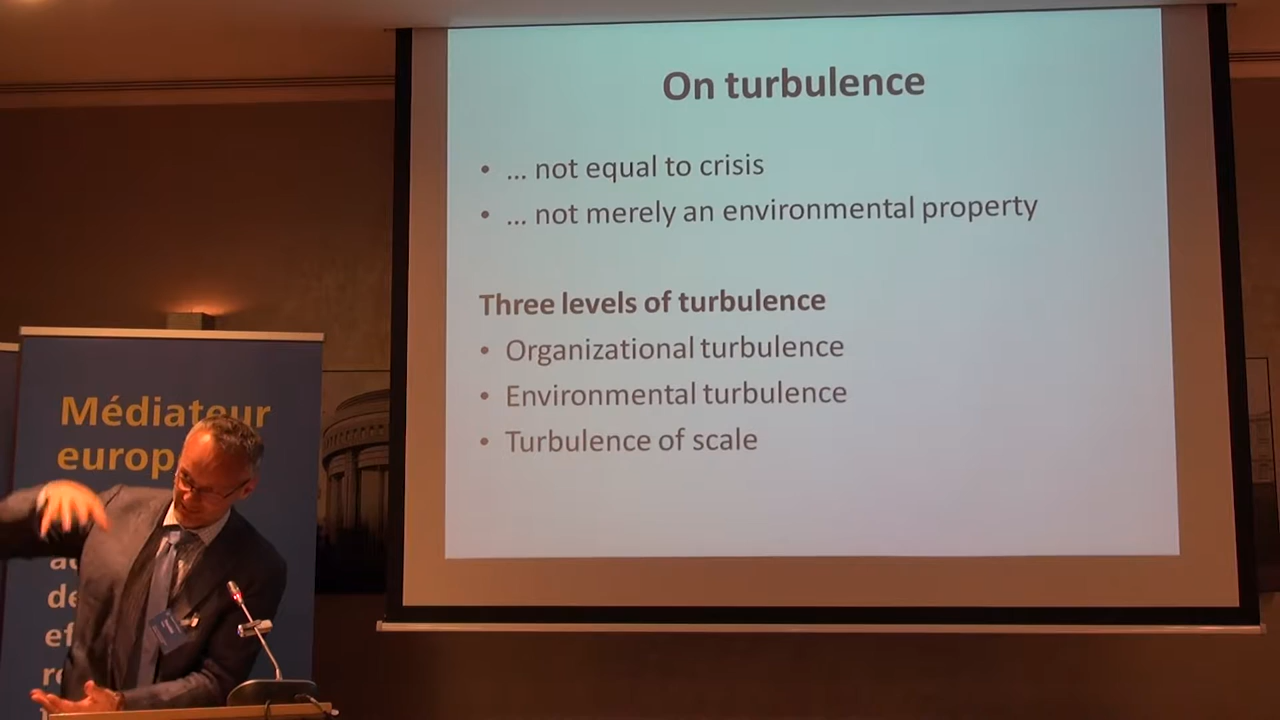 On turbulence
• ... not equal to crisis
• ... not merely an environmental property
Three levels of turbulence
• Organizational turbulence
• Environmental turbulence
• Turbulence of scale
Médiateur